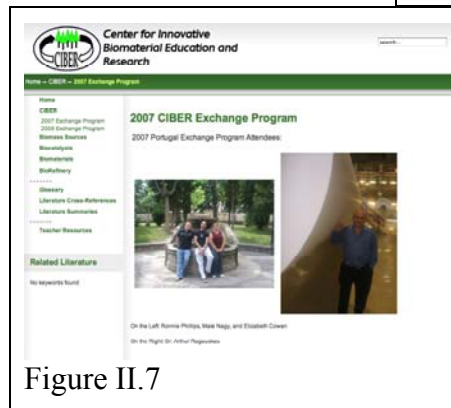 Center for Innovative
Biomaterial Education and
Research
CIBER
search...
Home → CIBER → 2007 Exchange Program
Home
CIBER
2007 Exchange Program
2008 Exchange Program
Biomass Sources
Biocatalysis
Biomaterials
BioRefinery
Glossary
Literature Cross-References
Literature Summaries
Teacher Resources
Related Literature
No keywords found
2007 CIBER Exchange Program
2007 Portugal Exchange Program Attendees:
On the Left Ronnie Phillips, Male Nagy, and Elizabeth Cowan
On the Right Dr. Arthur Ragauskas
Figure II.7